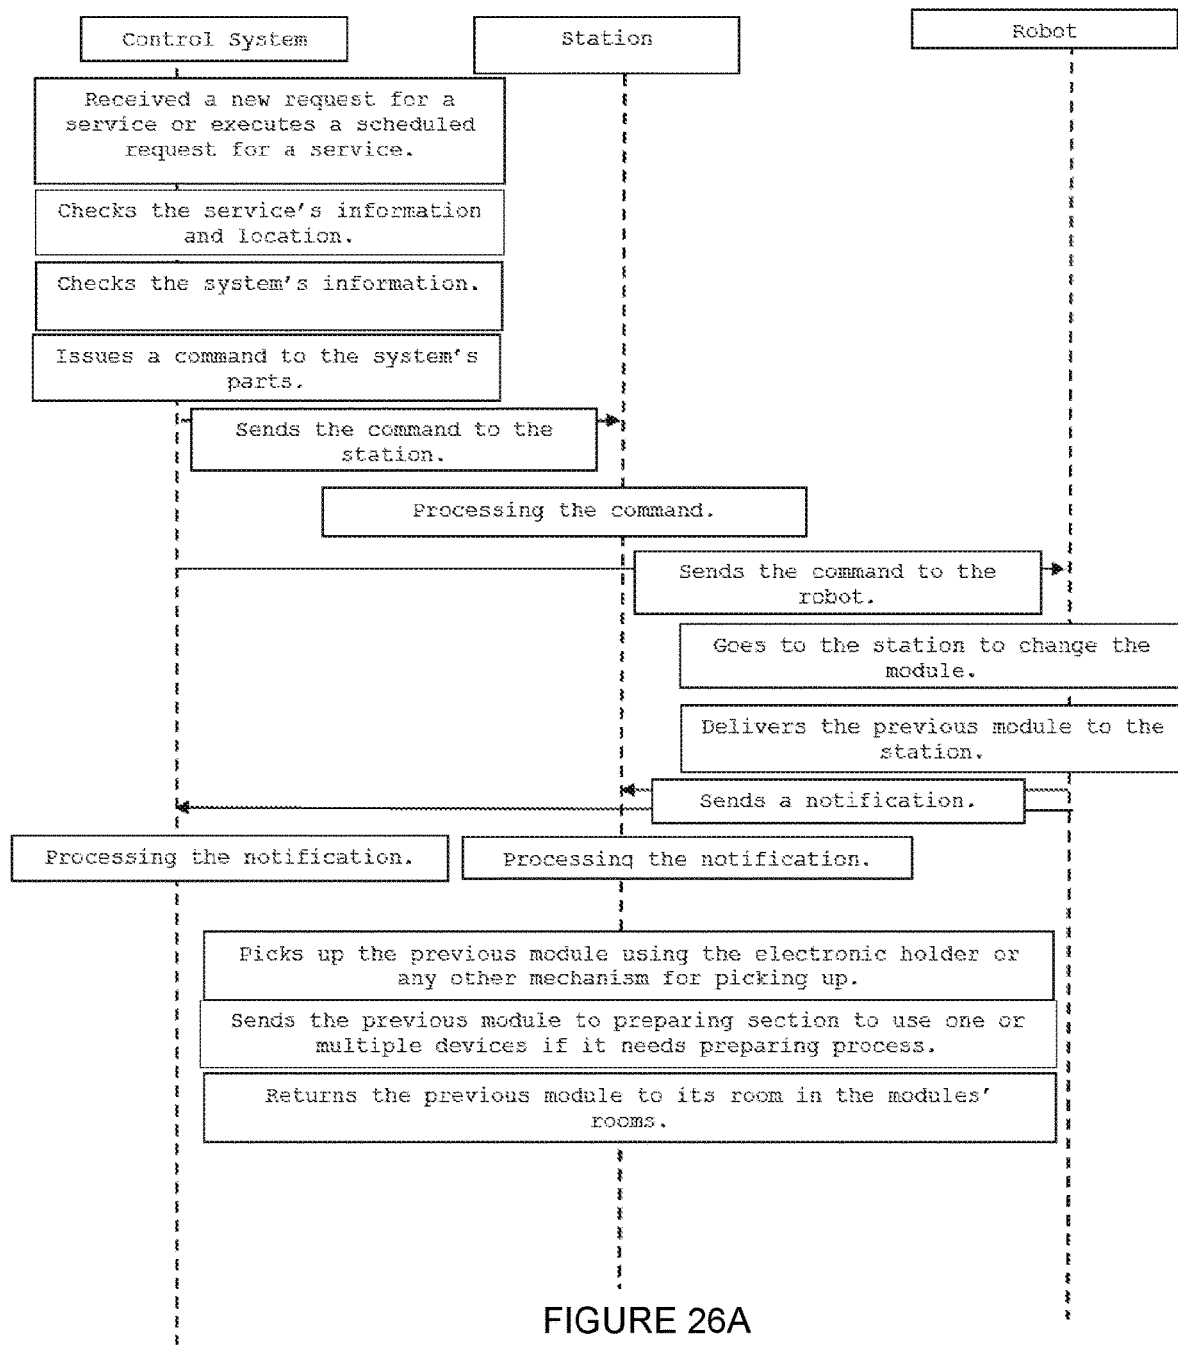 Control System
Station
Robot
Received a new request for a
service or executes a scheduled
request for a service.
Checks the service's information
and location.
Checks the system's information.
Issues a command to the system's
parts.
Sends the command to the
station.
Processing the command.
Sends the command to the
robot.
Goes to the station to change the
module.
Delivers the previous module to the
station.
Sends a notification.
Processing the notification.
Processing the notification.
Picks up the previous module using the electronic holder or
any other mechanism for picking up.
Sends the previous module to preparing section to use one or
multiple devices if it needs preparing process.
Returns the previous module to its room in the modules'
rooms.
FIGURE 26A